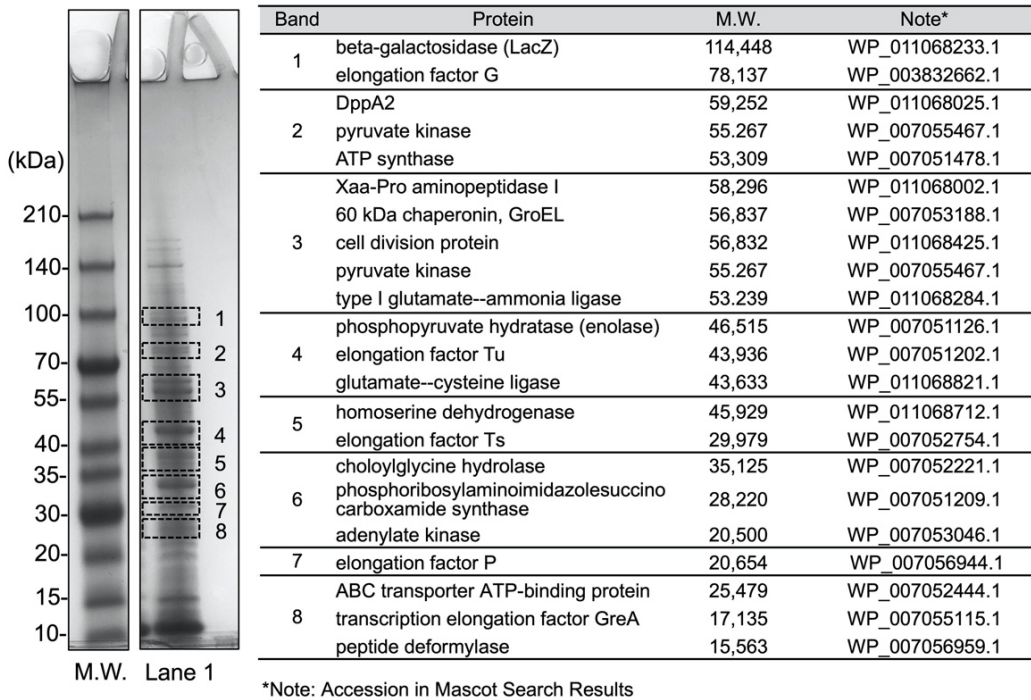 (kDa)
210-
140-
100-
70-
55-
40-
35-
30-
20-
15-
10-
1
2
3
4
5
6
7
8
M.W. Lane 1
Band Protein M.W. Note*
1
beta-galactosidase (LacZ) 114,448 WP_011068233.1
elongation factor G 78,137 WP_003832662.1
2
DppA2 59,252 WP_011068025.1
pyruvate kinase 55.267 WP_007055467.1
ATP synthase 53,309 WP_007051478.1
3
Xaa-Pro aminopeptidase I 58,296 WP_011068002.1
60 kDa chaperonin, GroEL 56,837 WP_007053188.1
cell division protein 56,832 WP_011068425.1
pyruvate kinase 55.267 WP_007055467.1
type I glutamate--ammonia ligase 53.239 WP_011068284.1
4
phosphopyruvate hydratase (enolase) 46,515 WP_007051126.1
elongation factor Tu 43,936 WP_007051202.1
glutamate--cysteine ligase 43,633 WP_011068821.1
5
homoserine dehydrogenase 45,929 WP_011068712.1
elongation factor Ts 29,979 WP_007052754.1
6
choloylglycine hydrolase 35,125 WP_007052221.1
phosphoribosylaminoimidazolesuccino
carboxamide synthase 28,220 WP_007051209.1
adenylate kinase 20,500 WP_007053046.1
7 elongation factor P 20,654 WP_007056944.1
8
ABC transporter ATP-binding protein 25,479 WP_007052444.1
transcription elongation factor GreA 17,135 WP_007055115.1
peptide deformylase 15,563 WP_007056959.1
*Note: Accession in Mascot Search Results